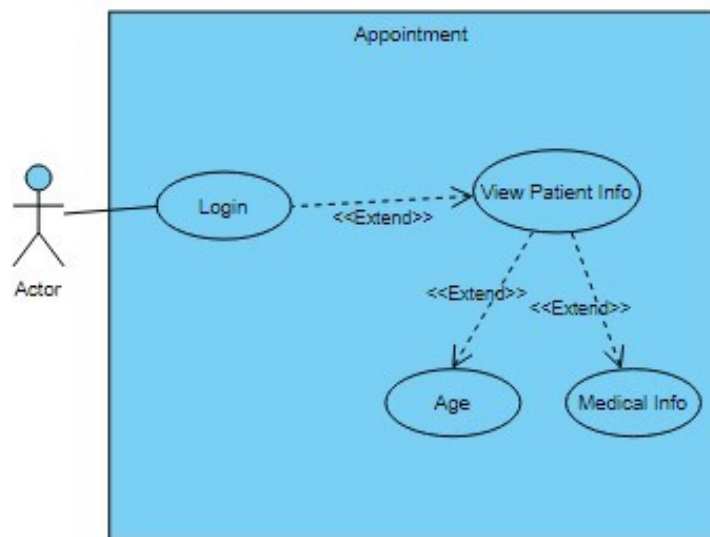 Appointment
View Patient Info
Login
<<Extend>>
Actor
<<Extend>>
<<Extend>>
Age
Medical Info